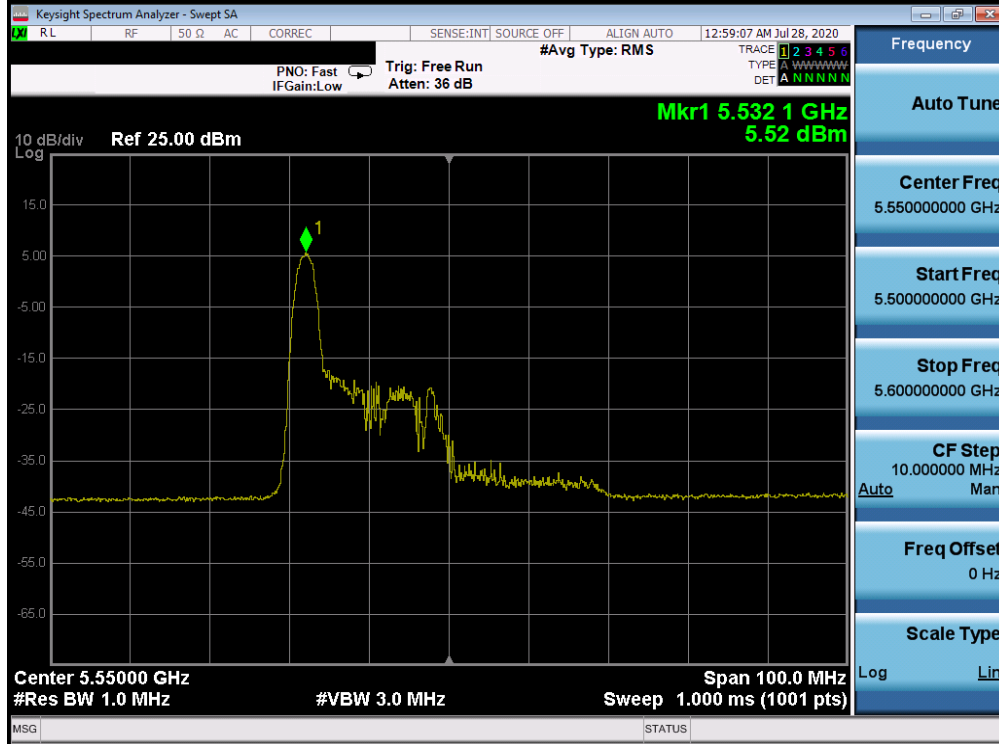 Keysight Spectrum Analyzer - Swept SA
LXI RL RF 50 Ω AC CORREC SENSE:INT SOURCE OFF ALIGN AUTO 12:59:07 AM Jul 28, 2020
#Avg Type: RMS TRACE 1 2 3 4 5 6
PNO: Fast Trig: Free Run TYPE A WWWWW
IFGain:Low Atten: 36 dB DET A N N N N N
Mkr1 5.532 1 GHz
5.52 dBm
10 dB/div Ref 25.00 dBm
Log
1
15.0
5.00
-5.00
-15.0
-25.0
-35.0
-45.0
-55.0
-65.0
Center 5.55000 GHz Span 100.0 MHz
#Res BW 1.0 MHz #VBW 3.0 MHz Sweep 1.000 ms (1001 pts)
MSG STATUS
Frequency
Auto Tune
Center Freq
5.550000000 GHz
Start Freq
5.500000000 GHz
Stop Freq
5.600000000 GHz
CF Step
10.000000 MHz
Auto Man
Freq Offset
0 Hz
Scale Type
Log Lin